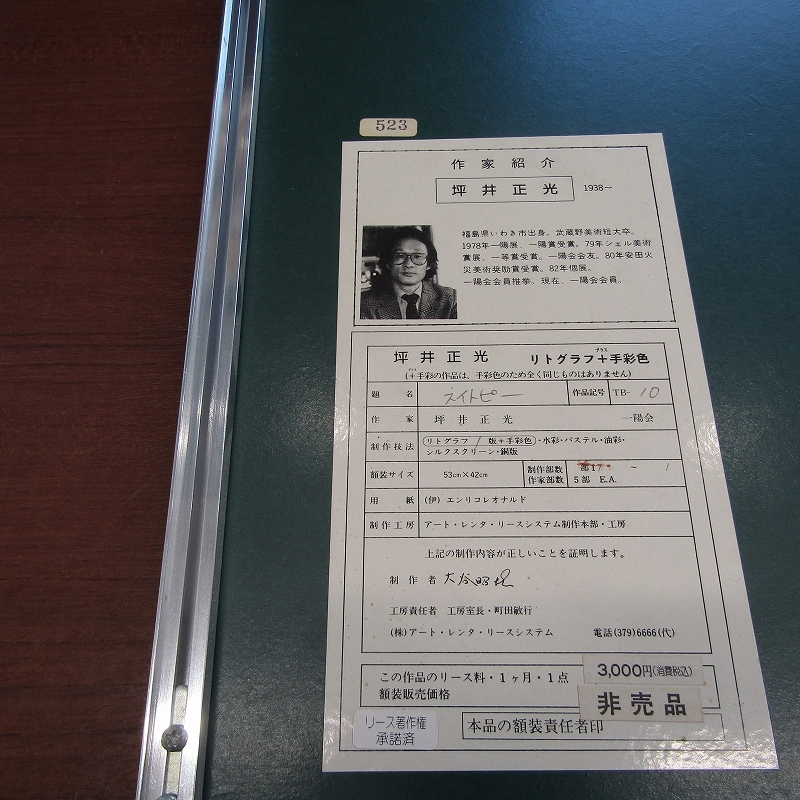 523
作家紹介
坪井正光 1938〜
福島県いわき市出身。武蔵野美術短大卒。
1978年一陽展、一陽賞受賞。79年シェル美術
賞展、一等賞受賞。一陽会会友。80年安田火
災美術奨励賞受賞。82年個展。
一陽会会員推挙。現在、一陽会会員。
坪井正光 リトグラフ+手彩色
プラス
(+手彩の作品は、手彩色のため全く同じものはありません)
題名 スイトピー 作品記号 TB- 10
作家 坪井正光 一陽会
制作技法 (リトグラフ / 版+手彩色)・水彩・パステル・油彩・
シルクスクリーン・銅版
額装サイズ 53cm×42cm 制作部数 部17 〜 1
作家部数 5部 E.A.
用紙 (伊) エンリコレオナルド
制作工房 アート・レンタ・リースシステム制作本部・工房
上記の制作内容が正しいことを証明します。
制作者
工房責任者 工房室長・町田敏行
(株)アート・レンタ・リースシステム 電話(379)6666(代)
この作品のリース料・1ヶ月・1点 3,000円(消費税込)
額装販売価格 非売品
リース著作権
承諾済
本品の額装責任者印